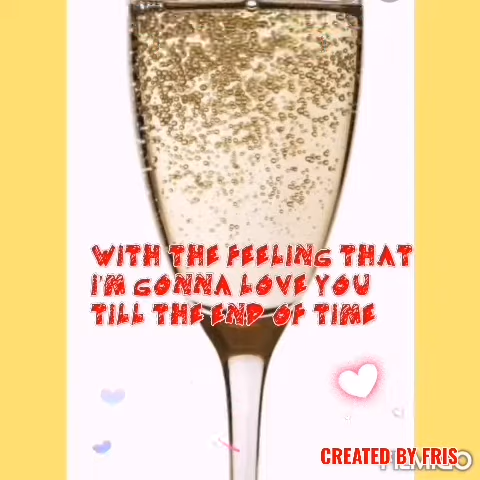 WITH THE FEELING THAT
I'M GONNA LOVE YOU
TILL THE END OF TIME
CREATED BY FRIS